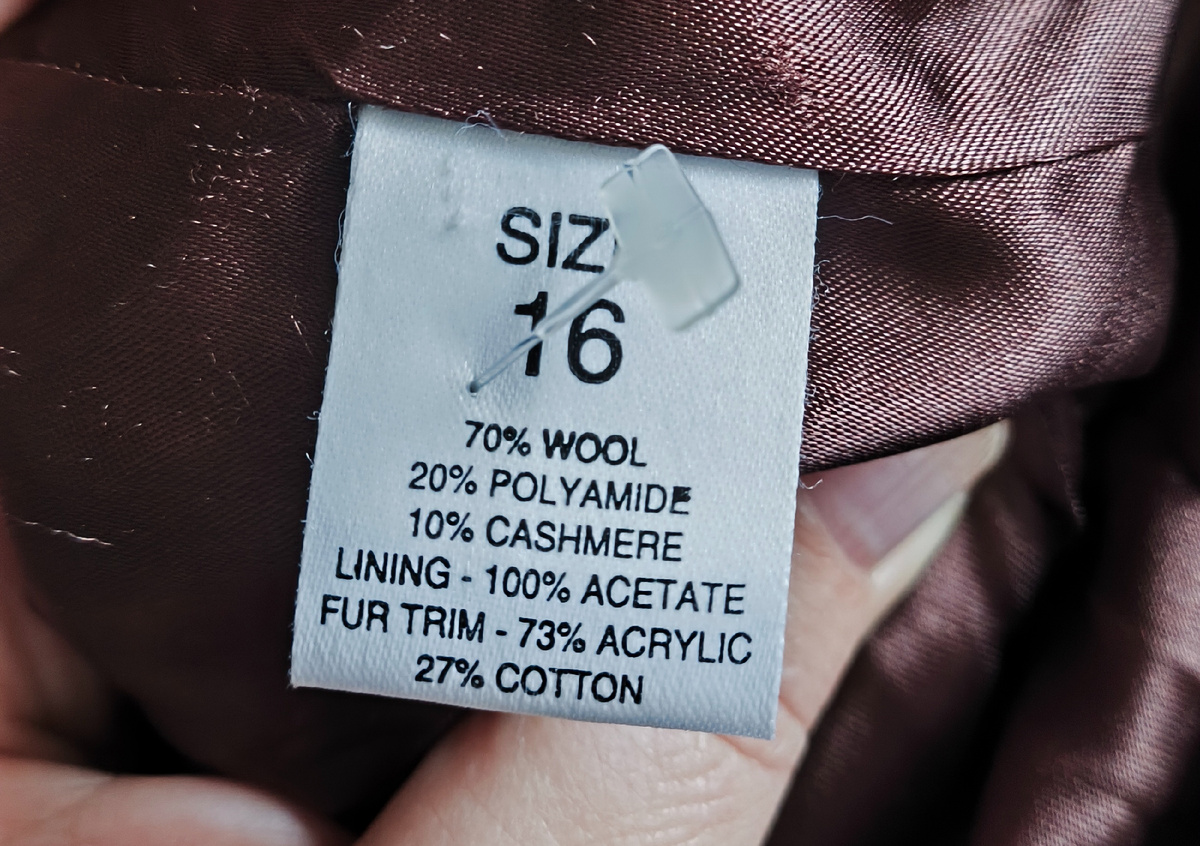 SIZ
16
70% WOOL
20% POLYAMIDE
10% CASHMERE
LINING - 100% ACETATE
FUR TRIM - 73% ACRYLIC
27% COTTON